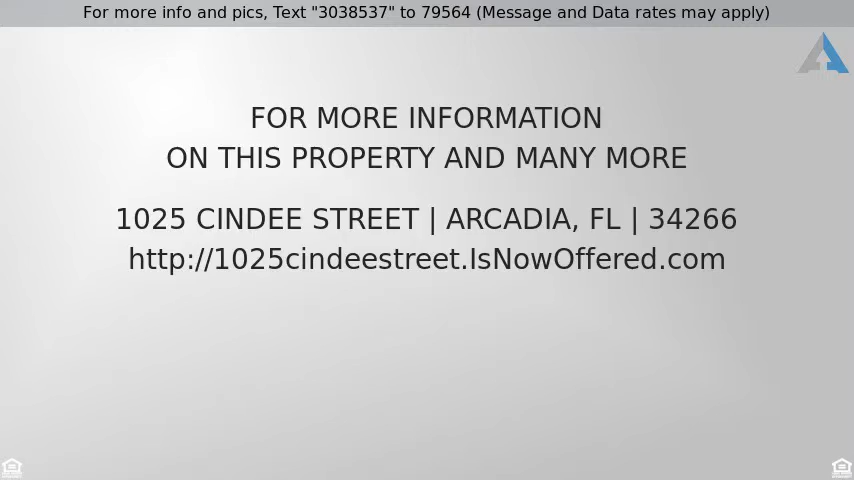 For more info and pics, Text "3038537" to 79564 (Message and Data rates may apply)
FOR MORE INFORMATION
ON THIS PROPERTY AND MANY MORE
1025 CINDEE STREET | ARCADIA, FL | 34266
http://1025cindeestreet.IsNowOffered.com